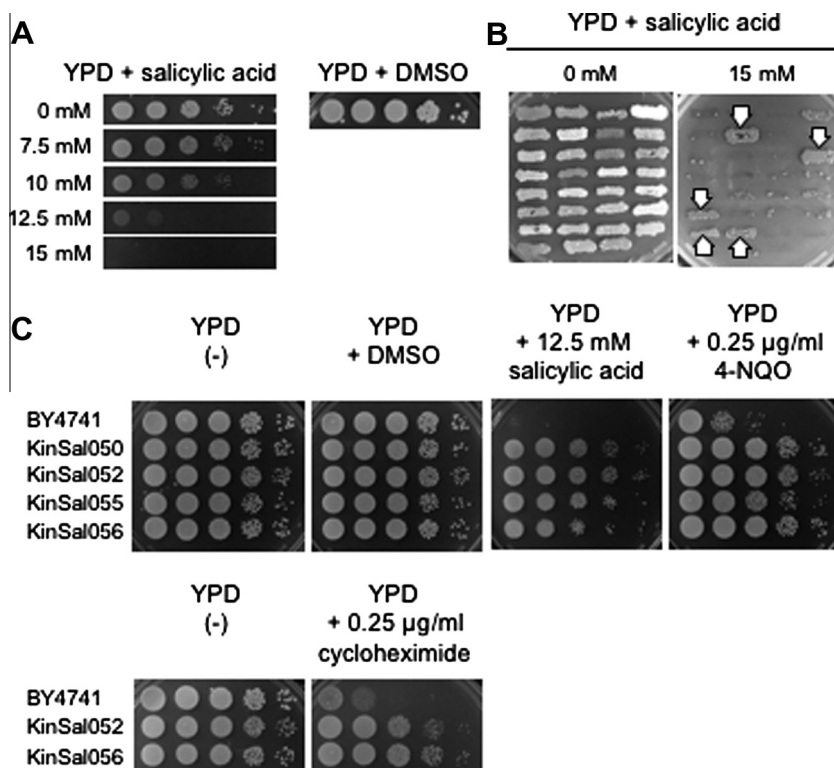 A
YPD + salicylic acid
YPD + DMSO
0 mM
7.5 mM
10 mM
12.5 mM
15 mM
B
YPD + salicylic acid
0 mM
15 mM
C
YPD
(-)
YPD
+ DMSO
YPD
+ 12.5 mM
salicylic acid
YPD
+ 0.25 µg/ml
4-NQO
BY4741
KinSal050
KinSal052
KinSal055
KinSal056
YPD
(-)
YPD
+ 0.25 µg/ml
cycloheximide
BY4741
KinSal052
KinSal056